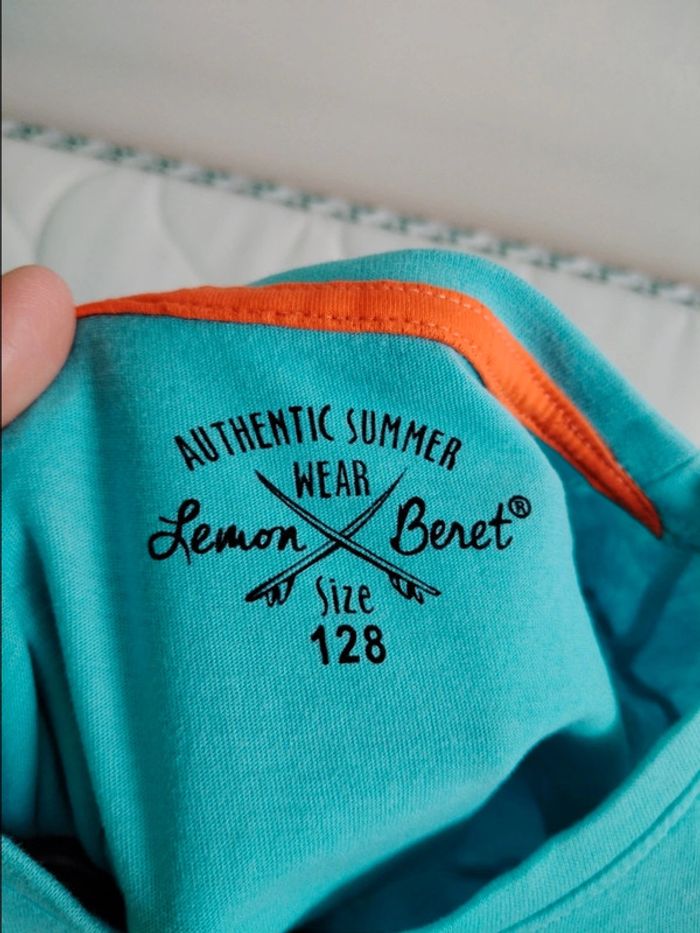 AUTHENTIC SUMMER
WEAR
Lemon Beret®
Size
128